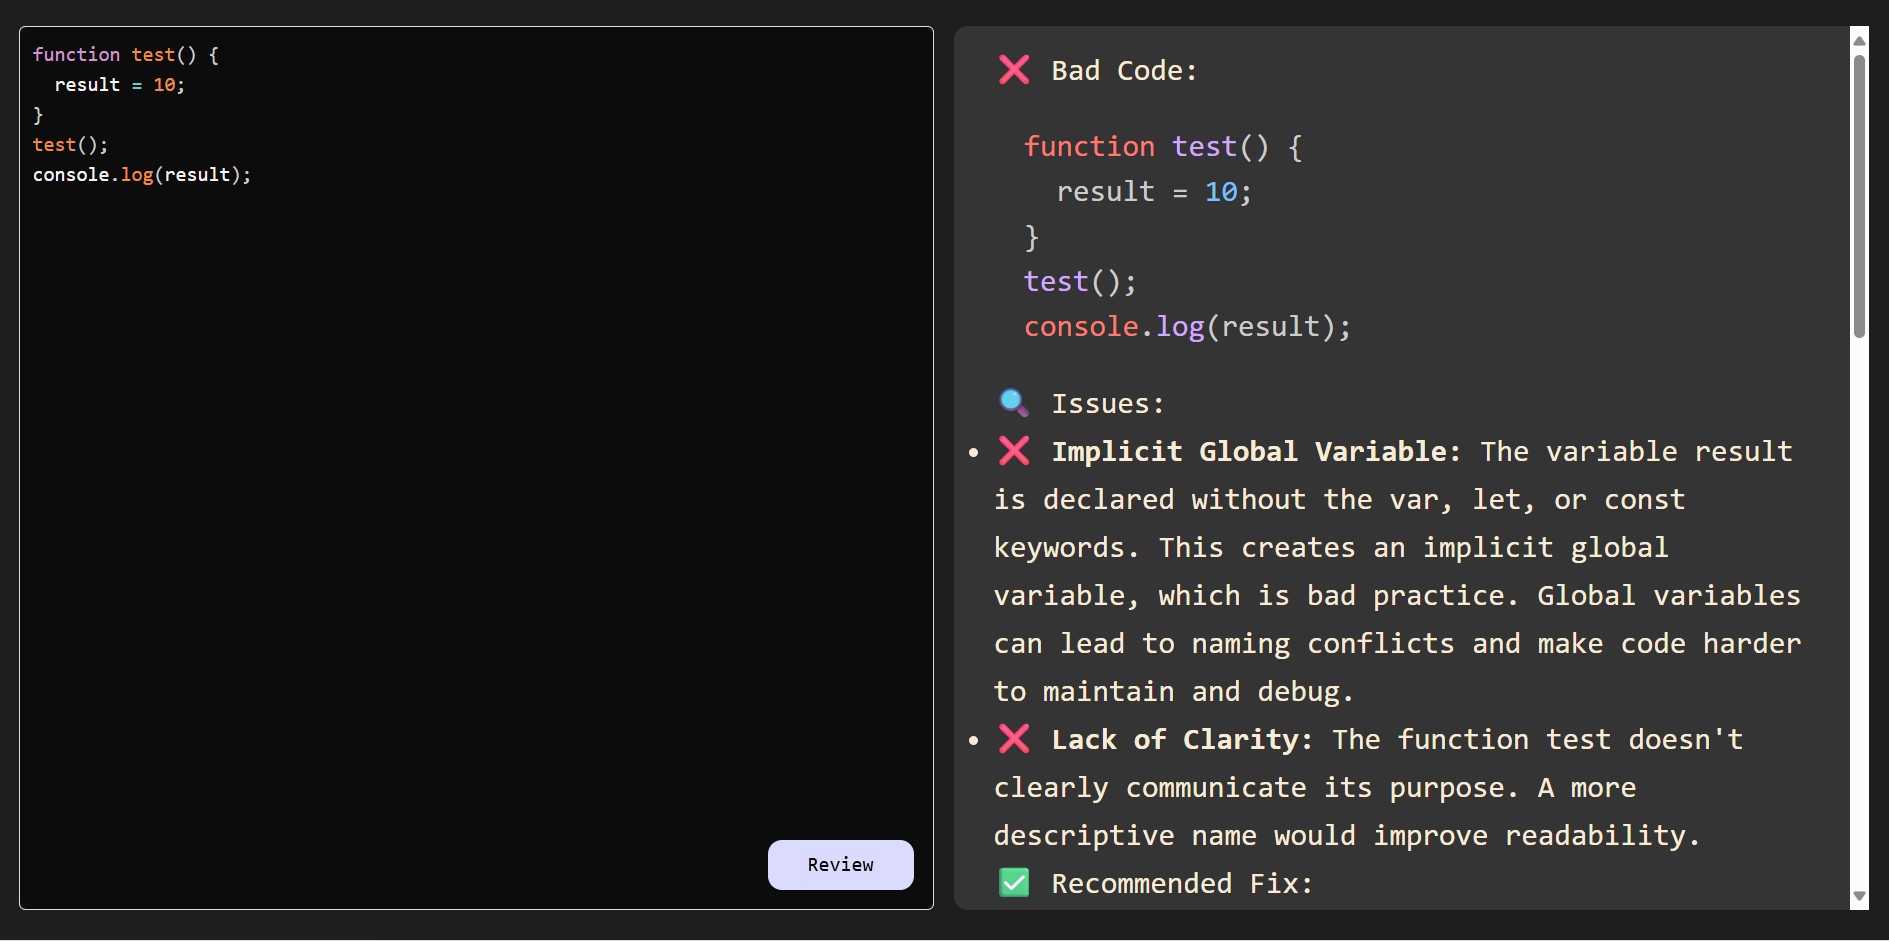 function test() {
  result = 10;
}
test();
console.log(result);
Review
❌ Bad Code:
function test() {
  result = 10;
}
test();
console.log(result);
🔍 Issues:
• ❌ Implicit Global Variable: The variable result
is declared without the var, let, or const
keywords. This creates an implicit global
variable, which is bad practice. Global variables
can lead to naming conflicts and make code harder
to maintain and debug.
• ❌ Lack of Clarity: The function test doesn't
clearly communicate its purpose. A more
descriptive name would improve readability.
✅ Recommended Fix: